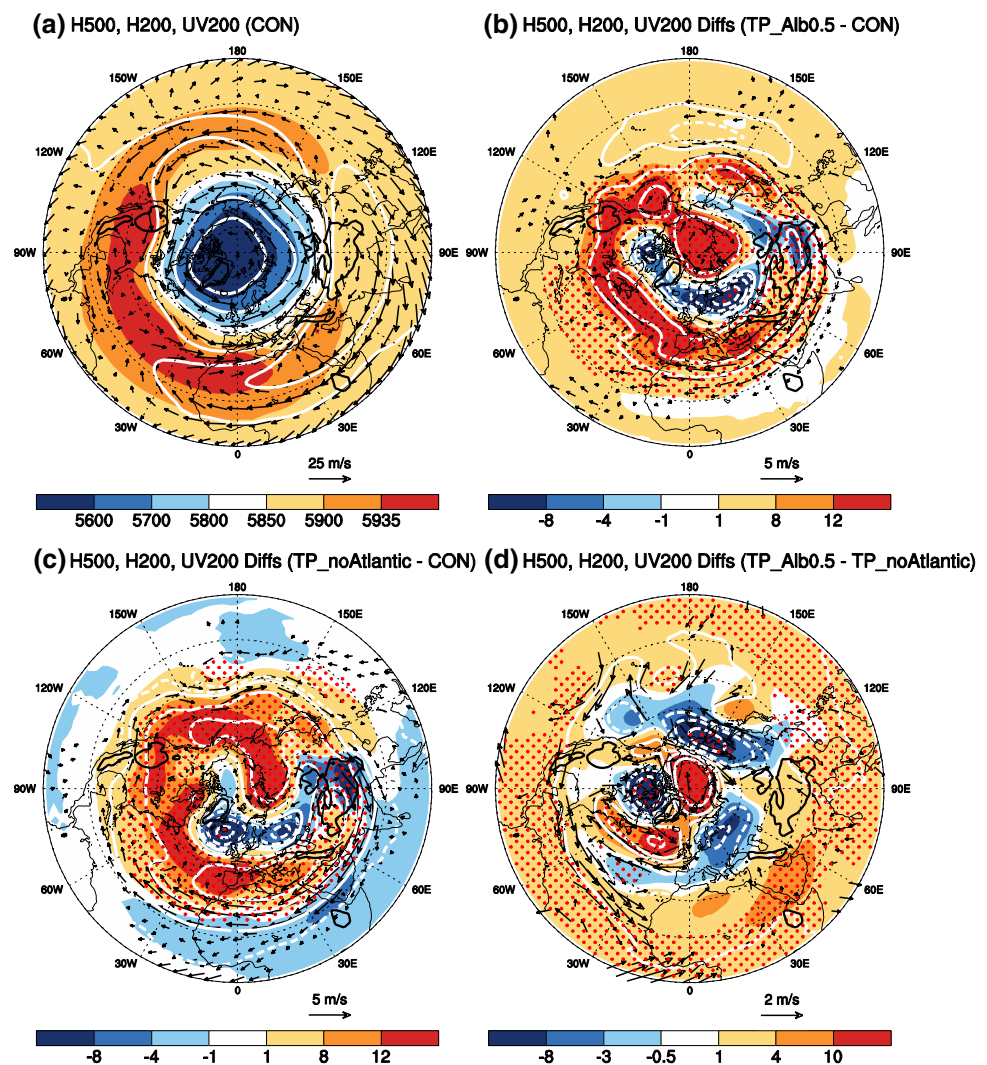 (a) H500, H200, UV200 (CON)
180
150W 150E
120W 120E
90W 90E
60W 60E
30W 30E
0
25 m/s
5600 5700 5800 5850 5900 5935
(b) H500, H200, UV200 Diffs (TP_Alb0.5 - CON)
180
150W 150E
120W 120E
90W 90E
60W 60E
30W 30E
0
5 m/s
-8 -4 -1 1 8 12
(c) H500, H200, UV200 Diffs (TP_noAtlantic - CON)
180
150W 150E
120W 120E
90W 90E
60W 60E
30W 30E
0
5 m/s
-8 -4 -1 1 8 12
(d) H500, H200, UV200 Diffs (TP_Alb0.5 - TP_noAtlantic)
180
150W 150E
120W 120E
90W 90E
60W 60E
30W 30E
0
2 m/s
-8 -3 -0.5 1 4 10